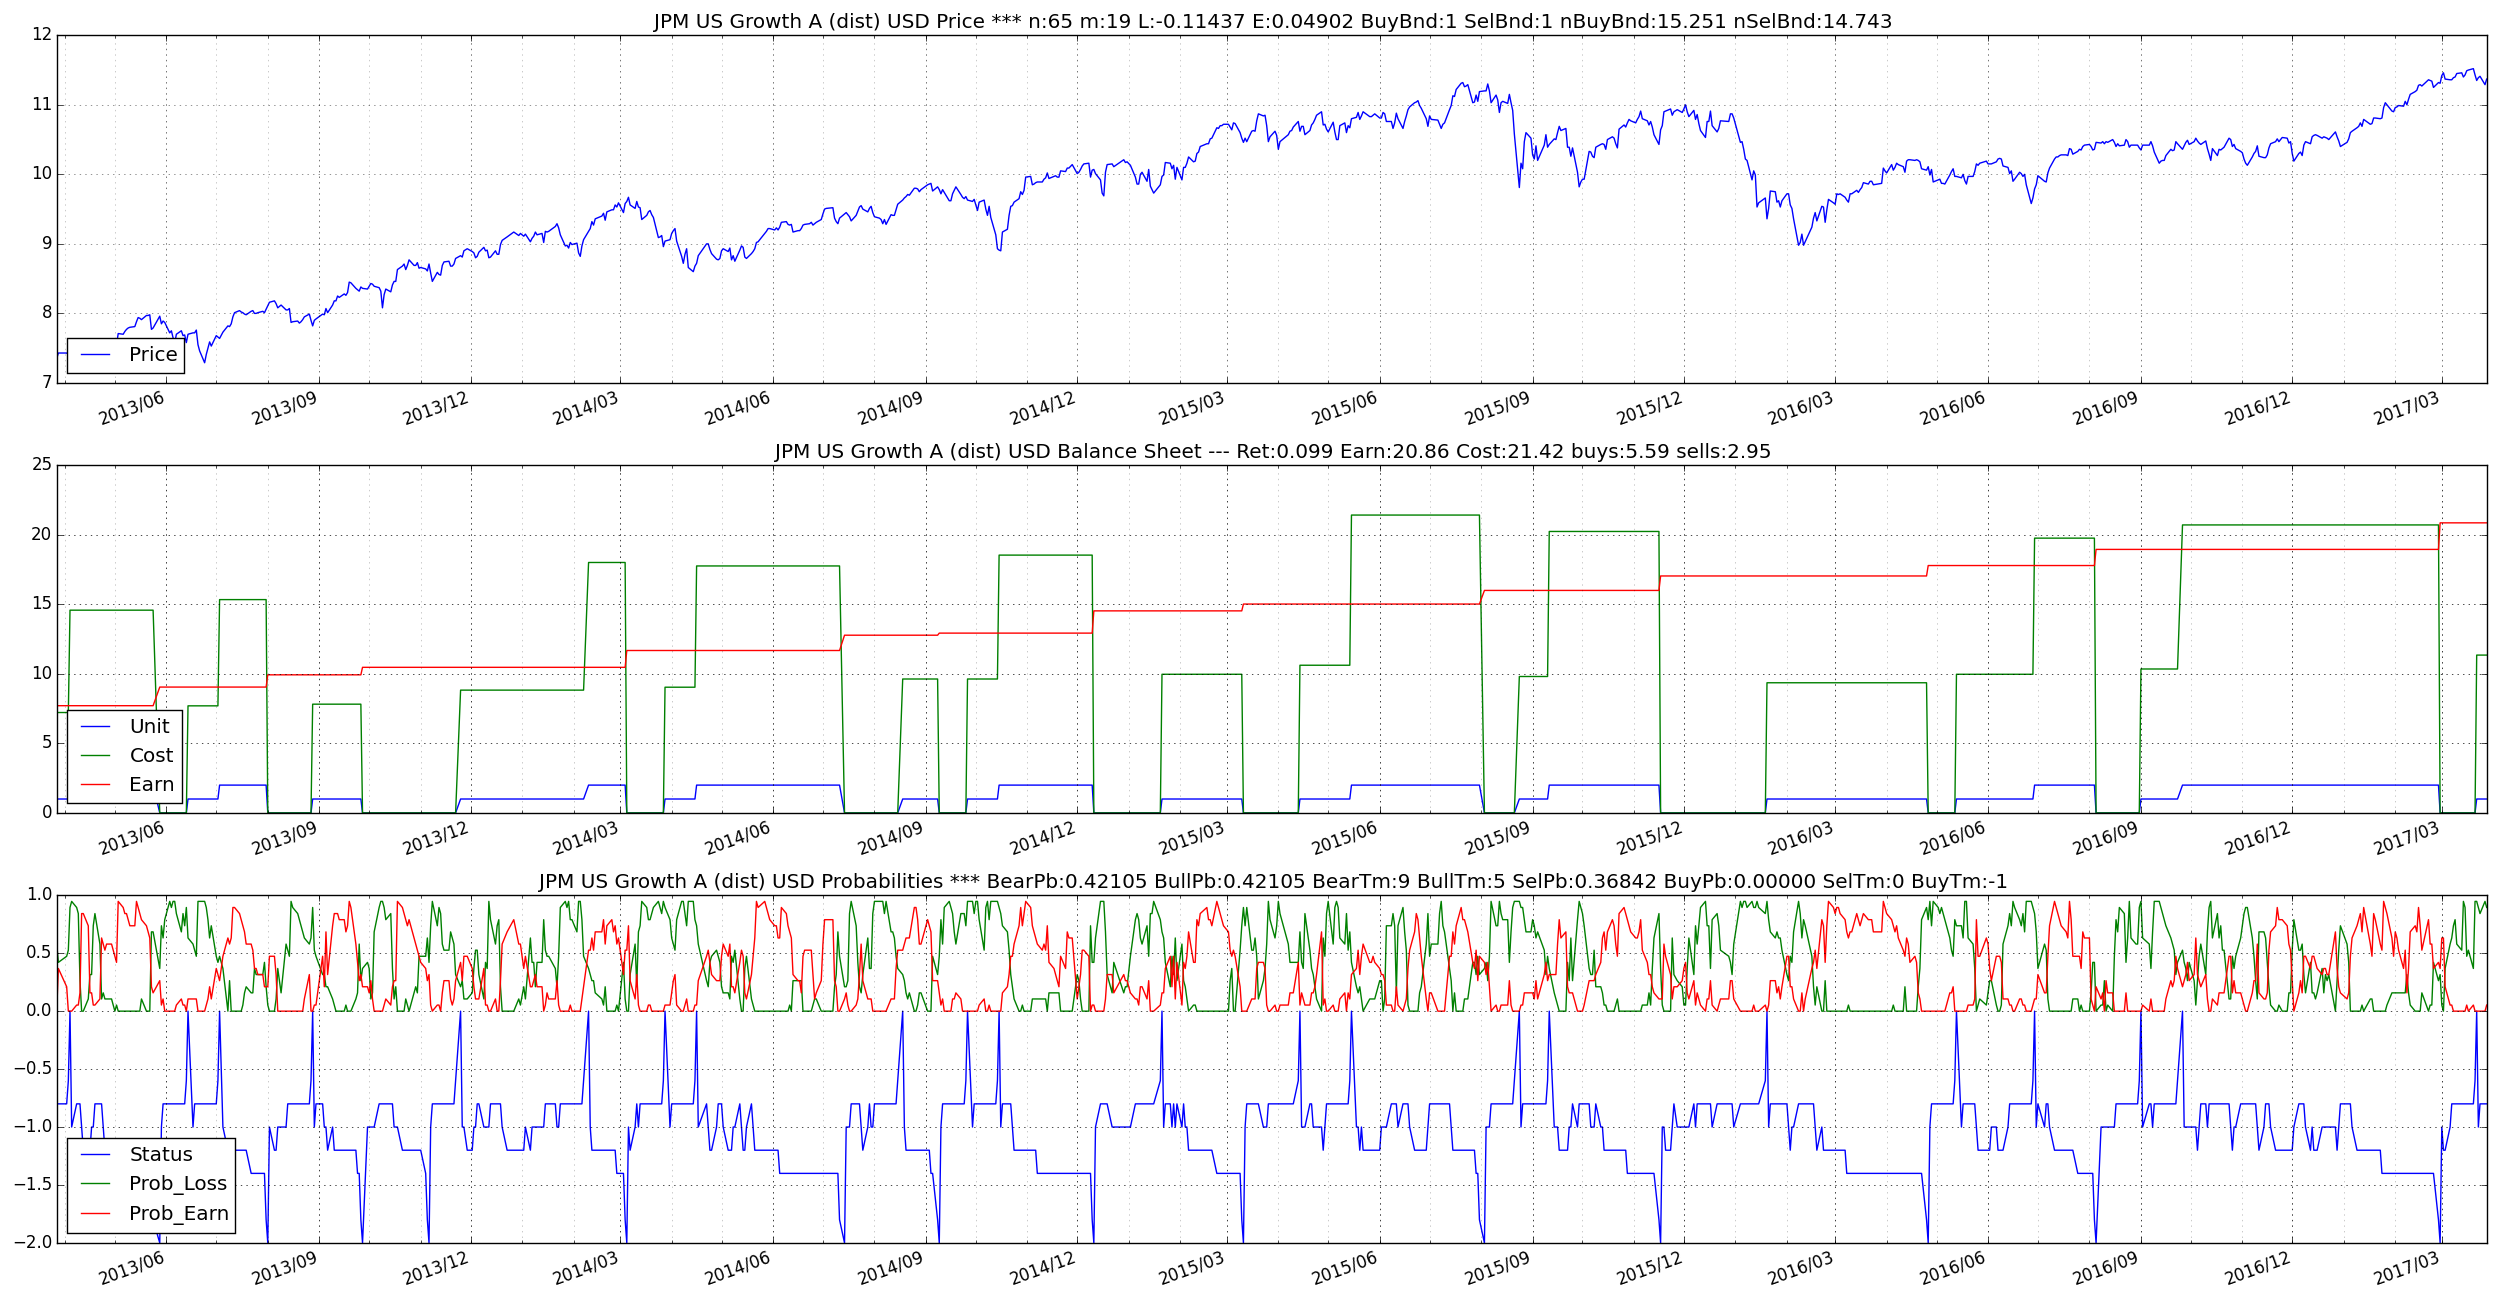 JPM US Growth A (dist) USD Price *** n:65 m:19 L:-0.11437 E:0.04902 BuyBnd:1 SelBnd:1 nBuyBnd:15.251 nSelBnd:14.743
12
11
10
9
8
7
Price
2013/06 2013/09 2013/12 2014/03 2014/06 2014/09 2014/12 2015/03 2015/06 2015/09 2015/12 2016/03 2016/06 2016/09 2016/12 2017/03
JPM US Growth A (dist) USD Balance Sheet --- Ret:0.099 Earn:20.86 Cost:21.42 buys:5.59 sells:2.95
25
20
15
10
5
0
Unit
Cost
Earn
2013/06 2013/09 2013/12 2014/03 2014/06 2014/09 2014/12 2015/03 2015/06 2015/09 2015/12 2016/03 2016/06 2016/09 2016/12 2017/03
JPM US Growth A (dist) USD Probabilities *** BearPb:0.42105 BullPb:0.42105 BearTm:9 BullTm:5 SelPb:0.36842 BuyPb:0.00000 SelTm:0 BuyTm:-1
1.0
0.5
0.0
−0.5
−1.0
−1.5
−2.0
Status
Prob_Loss
Prob_Earn
2013/06 2013/09 2013/12 2014/03 2014/06 2014/09 2014/12 2015/03 2015/06 2015/09 2015/12 2016/03 2016/06 2016/09 2016/12 2017/03